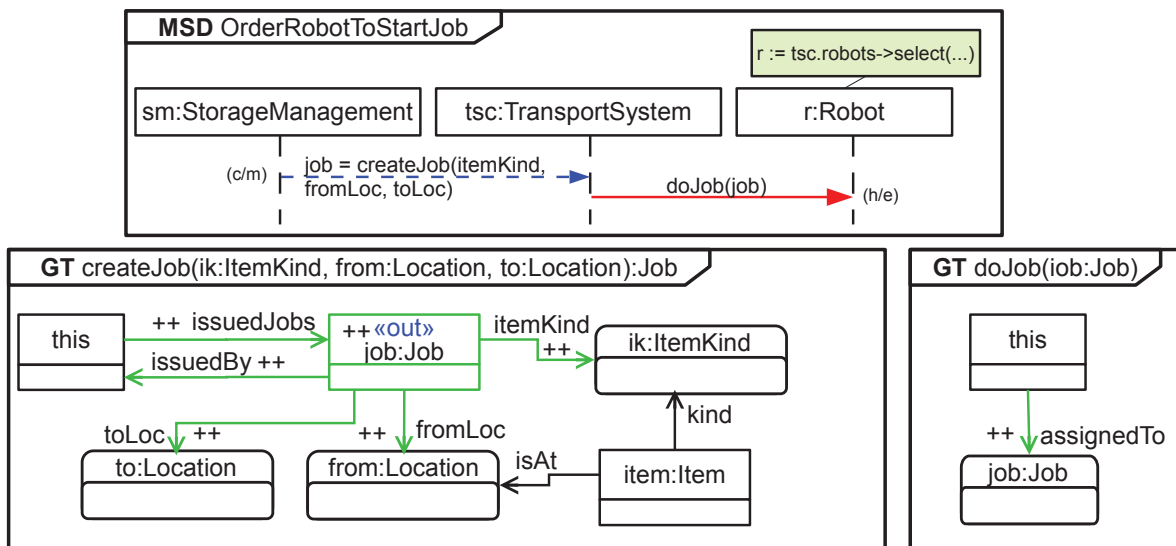 MSD OrderRobotToStartJob
r := tsc.robots->select(...)
sm:StorageManagement
tsc:TransportSystem
r:Robot
(c/m)
job = createJob(itemKind,
fromLoc, toLoc)
doJob(job)
(h/e)
GT createJob(ik:ItemKind, from:Location, to:Location):Job
this
++ issuedJobs
issuedBy ++
++ «out»
job:Job
itemKind
++
ik:ItemKind
kind
toLoc
++
++
fromLoc
to:Location
from:Location
isAt
item:Item
GT doJob(iob:Job)
this
++
assignedTo
job:Job